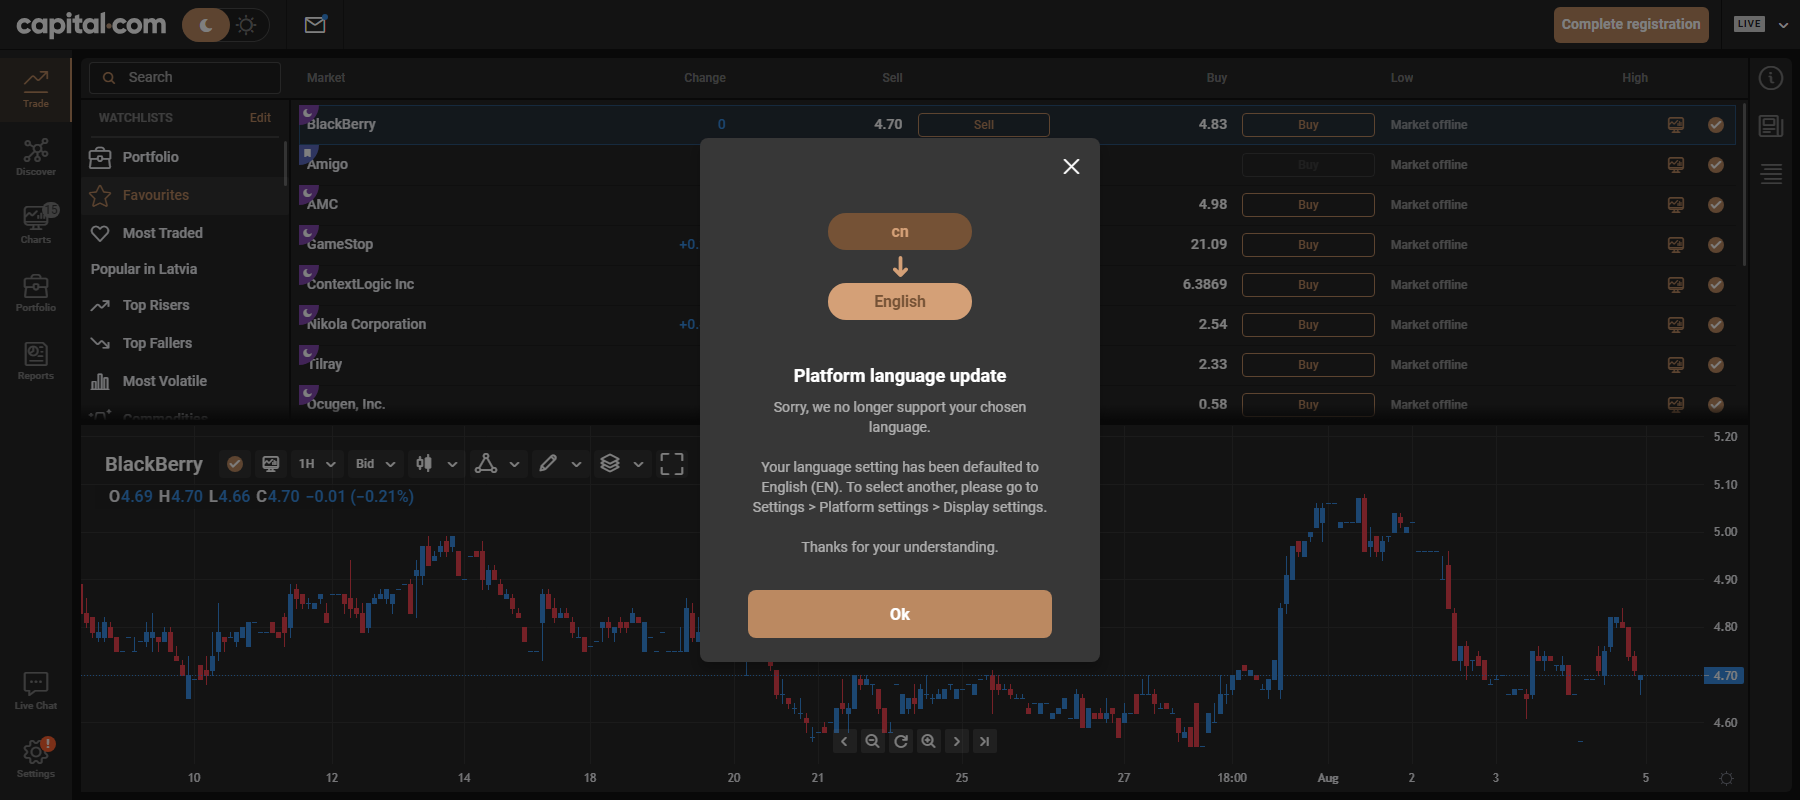 capital.com
Complete registration
LIVE
Search
Market Change Sell Buy Low High
Trade
WATCHLISTS Edit
BlackBerry 0 4.70 Sell 4.83 Buy Market offline
Discover
Portfolio
Amigo Buy Market offline
Favourites
AMC 4.98 Buy Market offline
15
Charts
Most Traded
GameStop +0. 21.09 Buy Market offline
Popular in Latvia
ContextLogic Inc 6.3869 Buy Market offline
Portfolio
Top Risers
Nikola Corporation +0. 2.54 Buy Market offline
Top Fallers
Tilray 2.33 Buy Market offline
Reports
Most Volatile
Ocugen, Inc. 0.58 Buy Market offline
Commodities
cn
English
Platform language update
Sorry, we no longer support your chosen
language.
Your language setting has been defaulted to
English (EN). To select another, please go to
Settings > Platform settings > Display settings.
Thanks for your understanding.
Ok
BlackBerry 1H Bid
O4.69 H4.70 L4.66 C4.70 −0.01 (−0.21%)
5.20
5.10
5.00
4.90
4.80
4.70
4.60
Live Chat
Settings
10 12 14 18 20 21 25 27 18:00 Aug 2 3 5